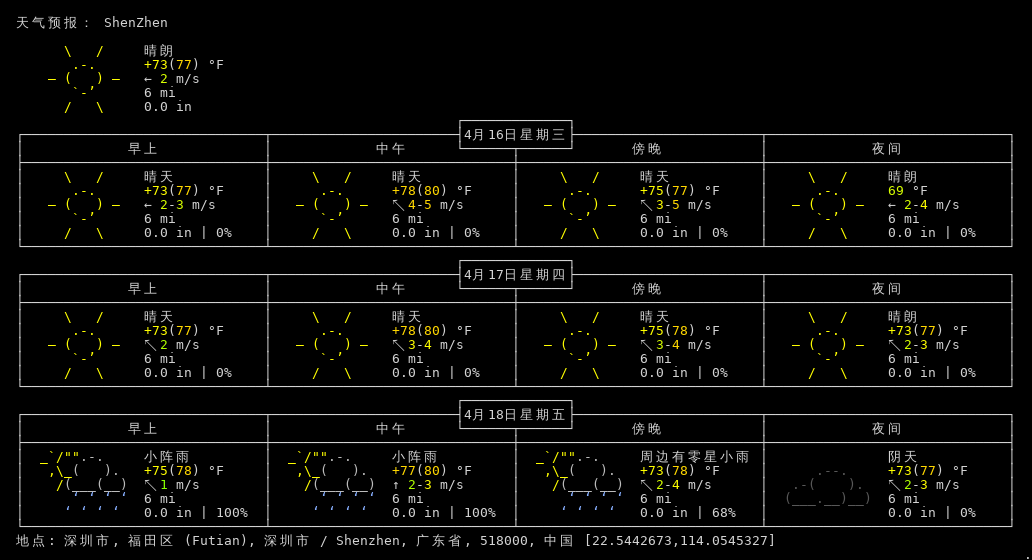 天气预报： ShenZhen
晴朗
+73(77) °F
← 2 m/s
6 mi
0.0 in
4月16日星期三
早上 中午 傍晚 夜间
晴天 晴天 晴天 晴朗
+73(77) °F +78(80) °F +75(77) °F 69 °F
← 2-3 m/s ↖ 4-5 m/s ↖ 3-5 m/s ← 2-4 m/s
6 mi 6 mi 6 mi 6 mi
0.0 in | 0% 0.0 in | 0% 0.0 in | 0% 0.0 in | 0%
4月17日星期四
早上 中午 傍晚 夜间
晴天 晴天 晴天 晴朗
+73(77) °F +78(80) °F +75(78) °F +73(77) °F
↖ 2 m/s ↖ 3-4 m/s ↖ 3-4 m/s ↖ 2-3 m/s
6 mi 6 mi 6 mi 6 mi
0.0 in | 0% 0.0 in | 0% 0.0 in | 0% 0.0 in | 0%
4月18日星期五
早上 中午 傍晚 夜间
小阵雨 小阵雨 周边有零星小雨 阴天
+75(78) °F +77(80) °F +73(78) °F +73(77) °F
↖ 1 m/s ↑ 2-3 m/s ↖ 2-4 m/s ↖ 2-3 m/s
6 mi 6 mi 6 mi 6 mi
0.0 in | 100% 0.0 in | 100% 0.0 in | 68% 0.0 in | 0%
地点: 深圳市, 福田区 (Futian), 深圳市 / Shenzhen, 广东省, 518000, 中国 [22.5442673,114.0545327]